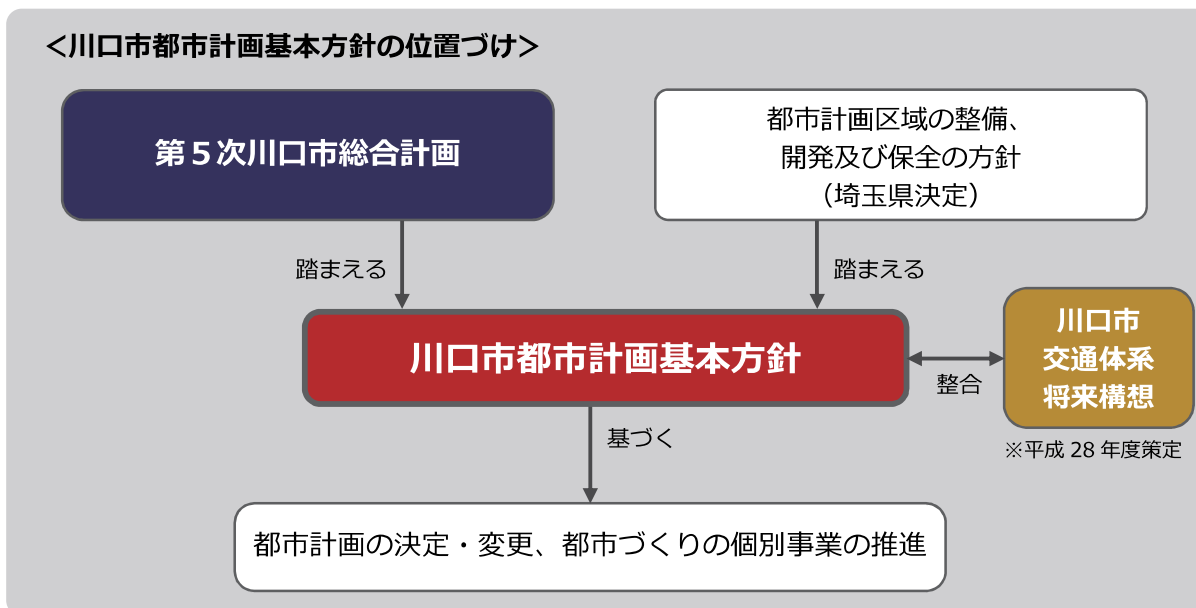 ＜川口市都市計画基本方針の位置づけ＞
第５次川口市総合計画
都市計画区域の整備、
開発及び保全の方針
（埼玉県決定）
踏まえる
踏まえる
川口市都市計画基本方針
整合
川口市
交通体系
将来構想
※平成 28 年度策定
基づく
都市計画の決定・変更、都市づくりの個別事業の推進